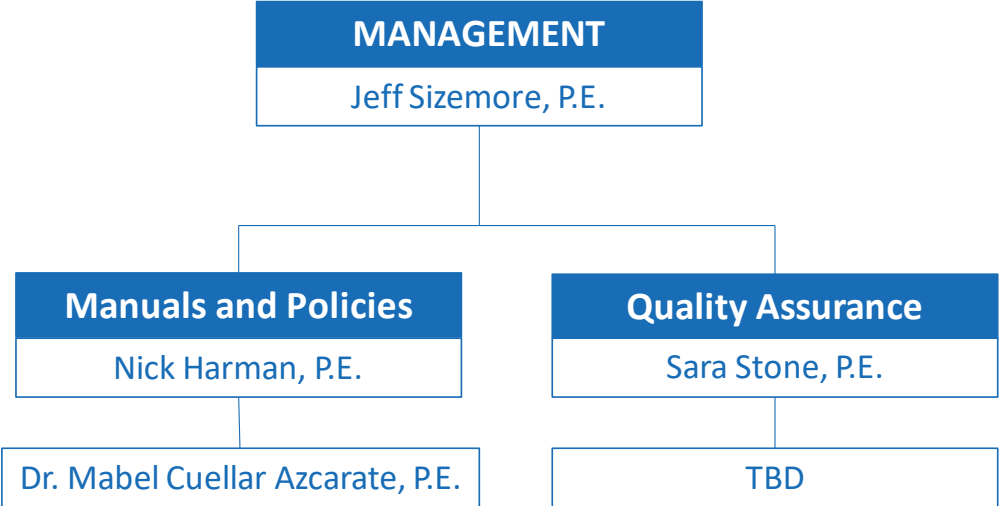 MANAGEMENT
Jeff Sizemore, P.E.
Manuals and Policies
Nick Harman, P.E.
Dr. Mabel Cuellar Azcarate, P.E.
Quality Assurance
Sara Stone, P.E.
TBD